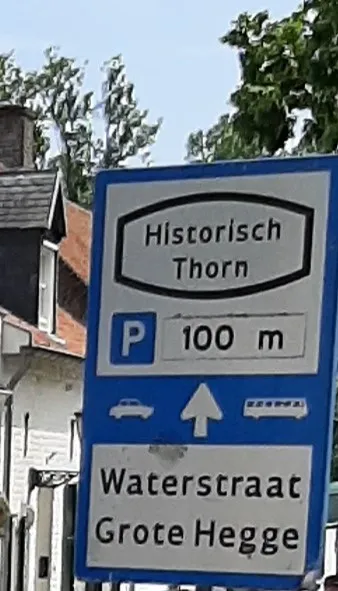 Historisch
Thorn
P 100 m
Waterstraat
Grote Hegge